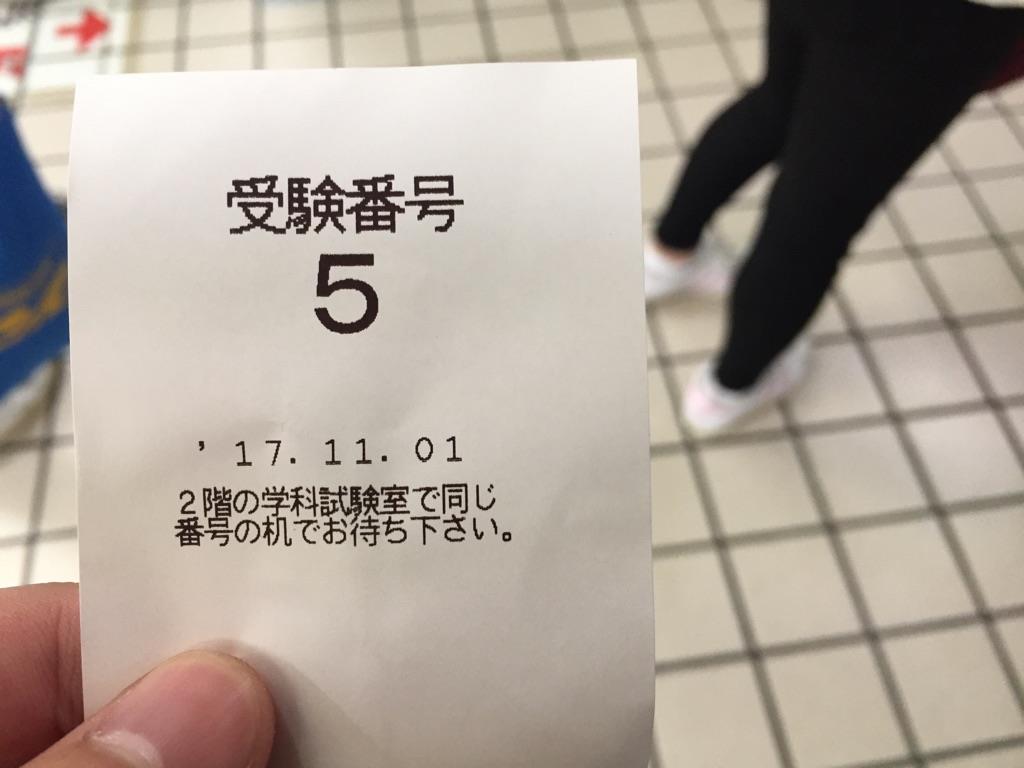 受験番号
5
'17.11.01
2階の学科試験室で同じ
番号の机でお待ち下さい。